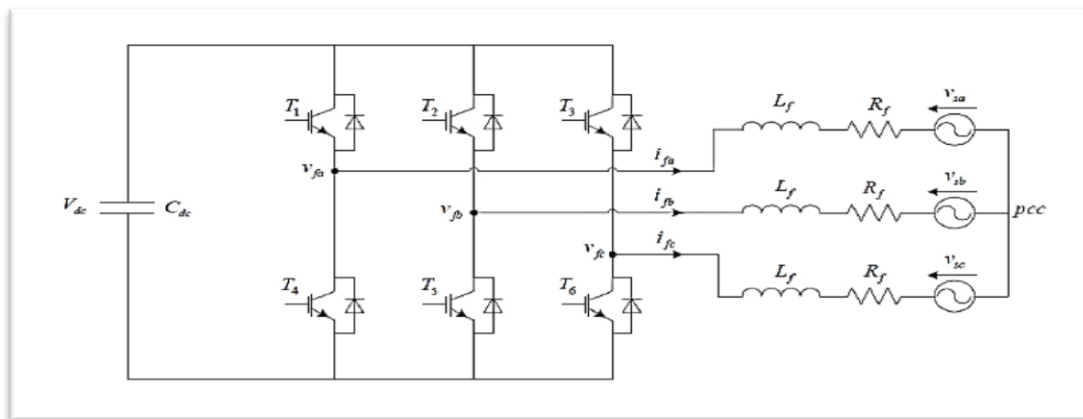 T1
T2
T3
Lf
Rf
vsa
vfa
ifa
Vdc
Cdc
vfb
ifb
Lf
Rf
vsb
pcc
vfc
ifc
T4
T5
T6
Lf
Rf
vsc